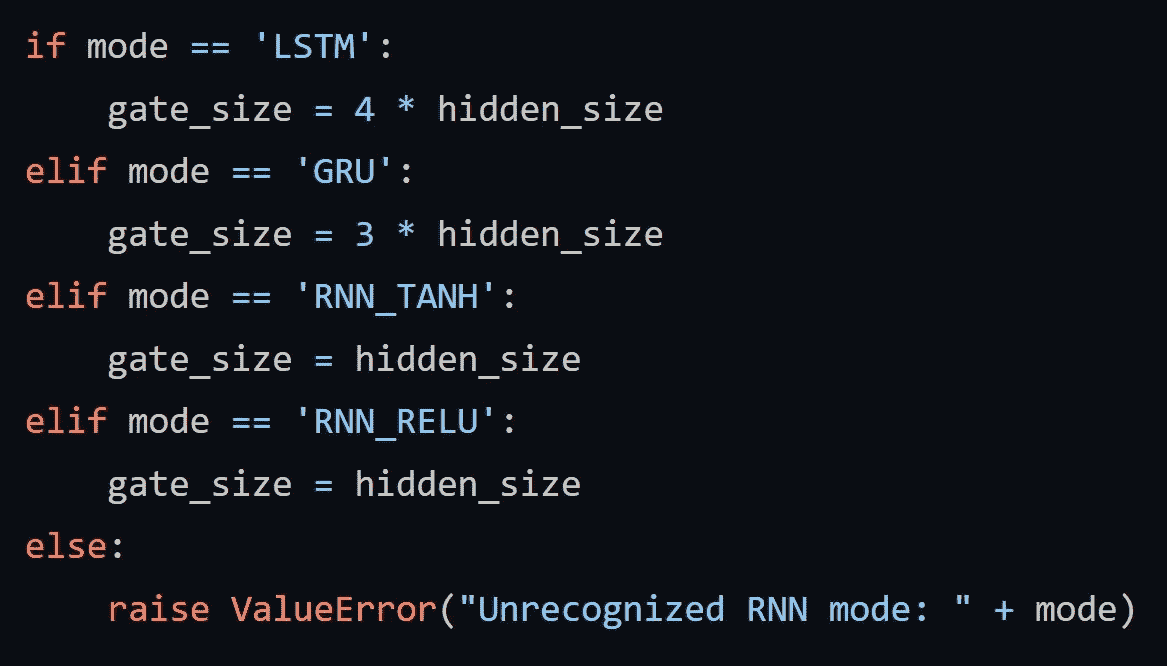 if mode == 'LSTM':
    gate_size = 4 * hidden_size
elif mode == 'GRU':
    gate_size = 3 * hidden_size
elif mode == 'RNN_TANH':
    gate_size = hidden_size
elif mode == 'RNN_RELU':
    gate_size = hidden_size
else:
    raise ValueError("Unrecognized RNN mode: " + mode)